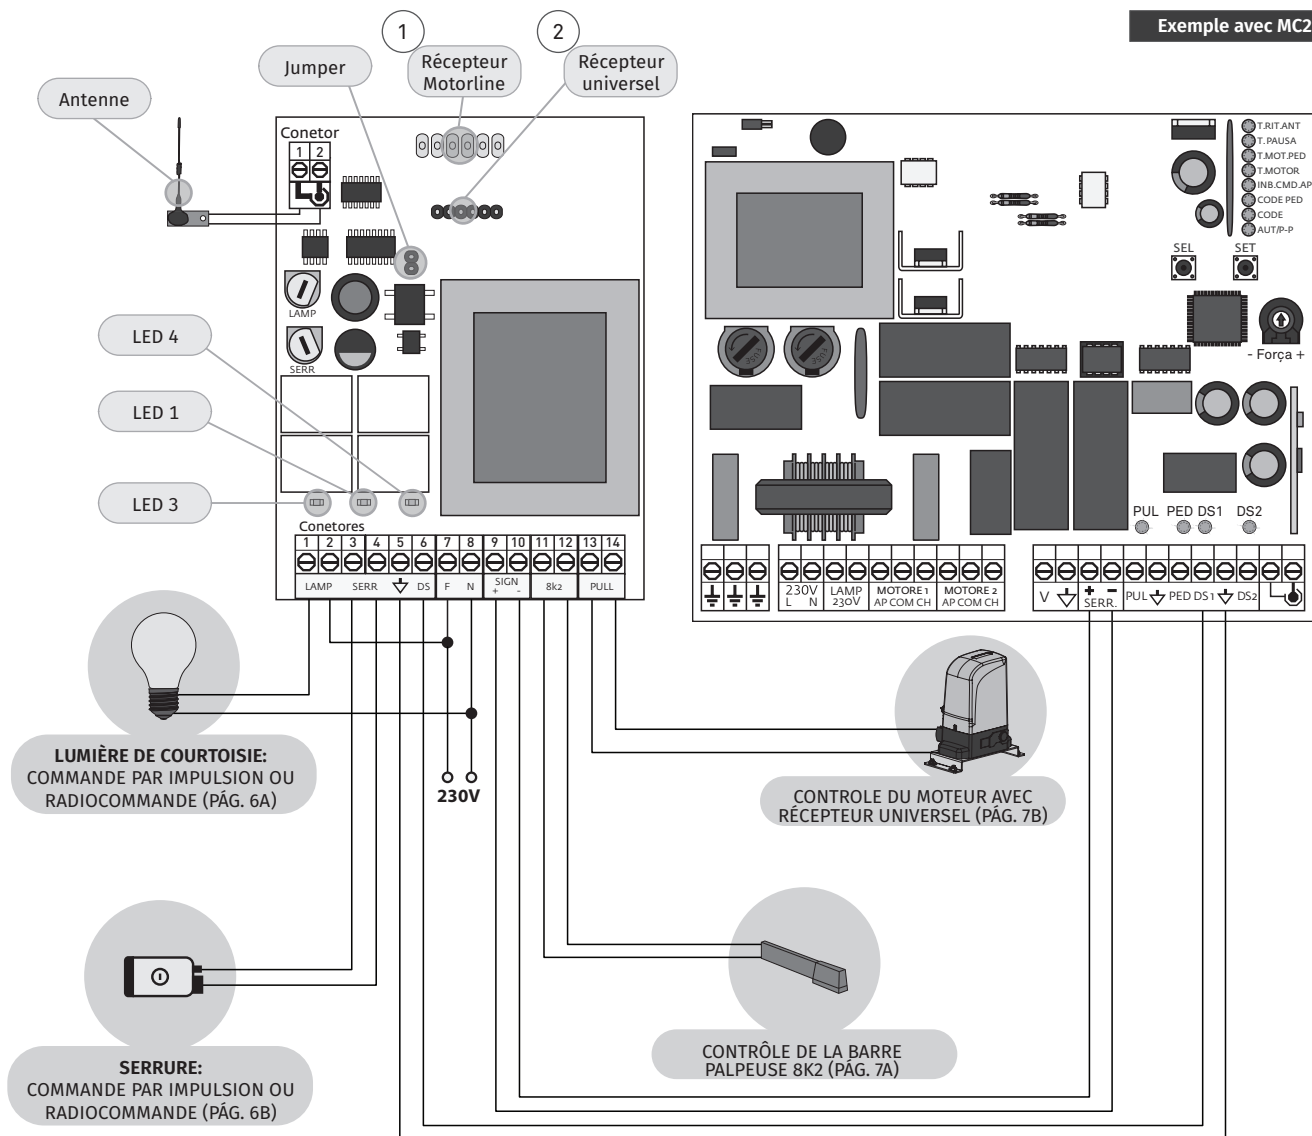 Exemple avec MC2
1
2
Antenne
Jumper
Récepteur
Motorline
Récepteur
universel
Conetor
1 2
LAMP
SERR
LED 4
LED 1
LED 3
Conetores
1 2 3 4 5 6 7 8 9 10 11 12 13 14
LAMP SERR. DS F N SIGN + - 8k2 PULL
T.RIT.ANT
T. PAUSA
T.MOT.PED
T.MOTOR
INB.CMD.AP
CODE PED
CODE
AUT/P-P
SEL SET
- Força +
PUL PED DS1 DS2
230V
L N
LAMP
230V
MOTORE 1
AP COM CH
MOTORE 2
AP COM CH
V + - SERR. PUL PED DS1 DS2
LUMIÈRE DE COURTOISIE:
COMMANDE PAR IMPULSION OU
RADIOCOMMANDE (PÁG. 6A)
230V
CONTROLE DU MOTEUR AVEC
RÉCEPTEUR UNIVERSEL (PÁG. 7B)
SERRURE:
COMMANDE PAR IMPULSION OU
RADIOCOMMANDE (PÁG. 6B)
CONTRÔLE DE LA BARRE
PALPEUSE 8K2 (PÁG. 7A)